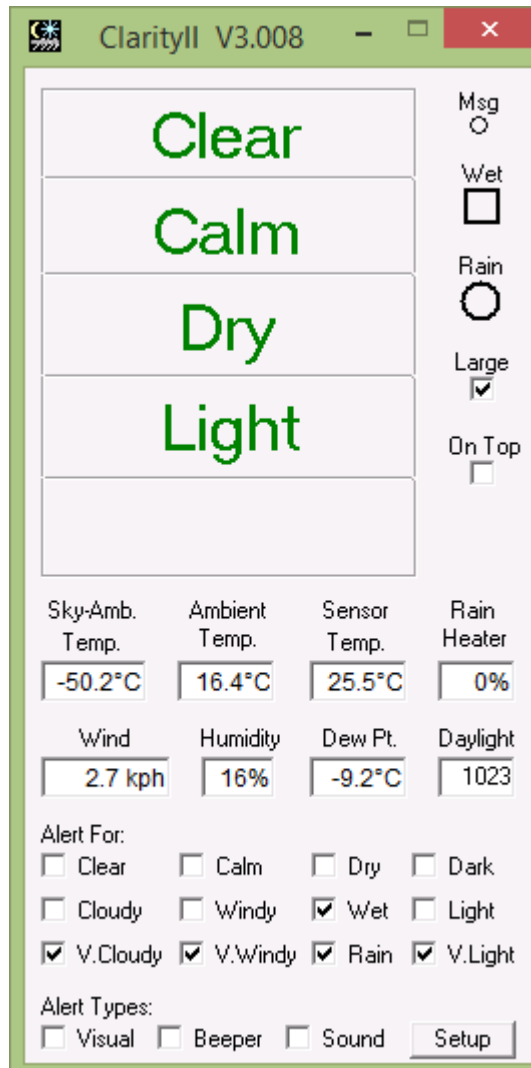 ClarityII V3.008
Clear
Calm
Dry
Light
Msg
Wet
Rain
Large
On Top
Sky-Amb. Temp.
Ambient Temp.
Sensor Temp.
Rain Heater
-50.2°C 16.4°C 25.5°C 0%
Wind Humidity Dew Pt. Daylight
2.7 kph 16% -9.2°C 1023
Alert For:
Clear Calm Dry Dark
Cloudy Windy Wet Light
V.Cloudy V.Windy Rain V.Light
Alert Types:
Visual Beeper Sound Setup